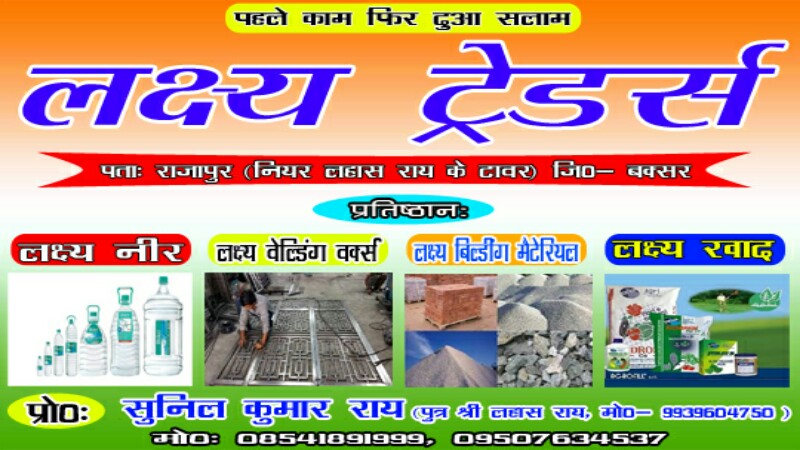 पहले काम फिर दुआ सलाम
लक्ष्य ट्रेडर्स
पताः राजापुर (नियर लहास राय के टावर) जि0- बक्सर
प्रतिष्ठानः
लक्ष्य नीर
लक्ष्य वेल्डिंग वर्क्स
लक्ष्य बिल्डींग मैटेरियल
लक्ष्य खाद
प्रो0: सुनिल कुमार राय (पुत्र श्री लहास राय, मो0- 9939604750 )
मो0: 08541891999, 09507634537